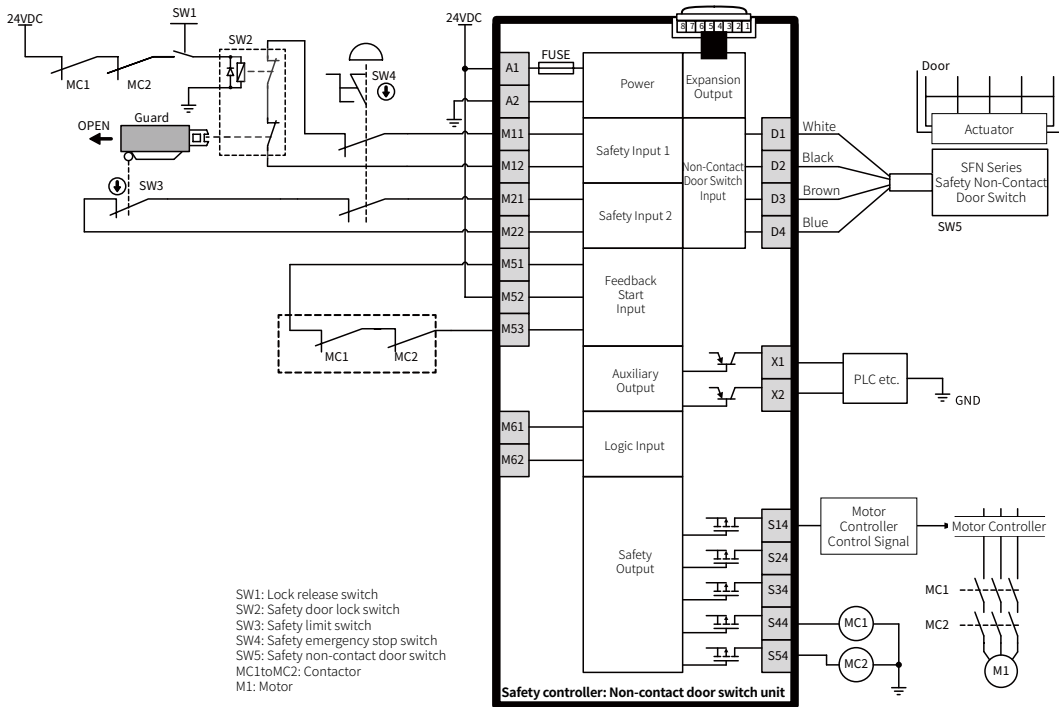 24VDC
SW1
MC1
MC2
SW2
SW4
OPEN
Guard
SW3
24VDC
FUSE
8 7 6 5 4 3 2 1
A1
A2
M11
M12
M21
M22
M51
M52
M53
M61
M62
Power
Expansion
Output
Safety Input 1
Safety Input 2
Non-Contact
Door Switch
Input
Feedback
Start
Input
Auxiliary
Output
Logic Input
Safety
Output
D1
D2
D3
D4
White
Black
Brown
Blue
Door
Actuator
SFN Series
Safety Non-Contact
Door Switch
SW5
MC1
MC2
X1
X2
PLC etc.
GND
S14
S24
S34
S44
S54
Motor
Controller
Control Signal
Motor Controller
MC1
MC2
MC1
MC2
M1
SW1: Lock release switch
SW2: Safety door lock switch
SW3: Safety limit switch
SW4: Safety emergency stop switch
SW5: Safety non-contact door switch
MC1toMC2: Contactor
M1: Motor
Safety controller: Non-contact door switch unit